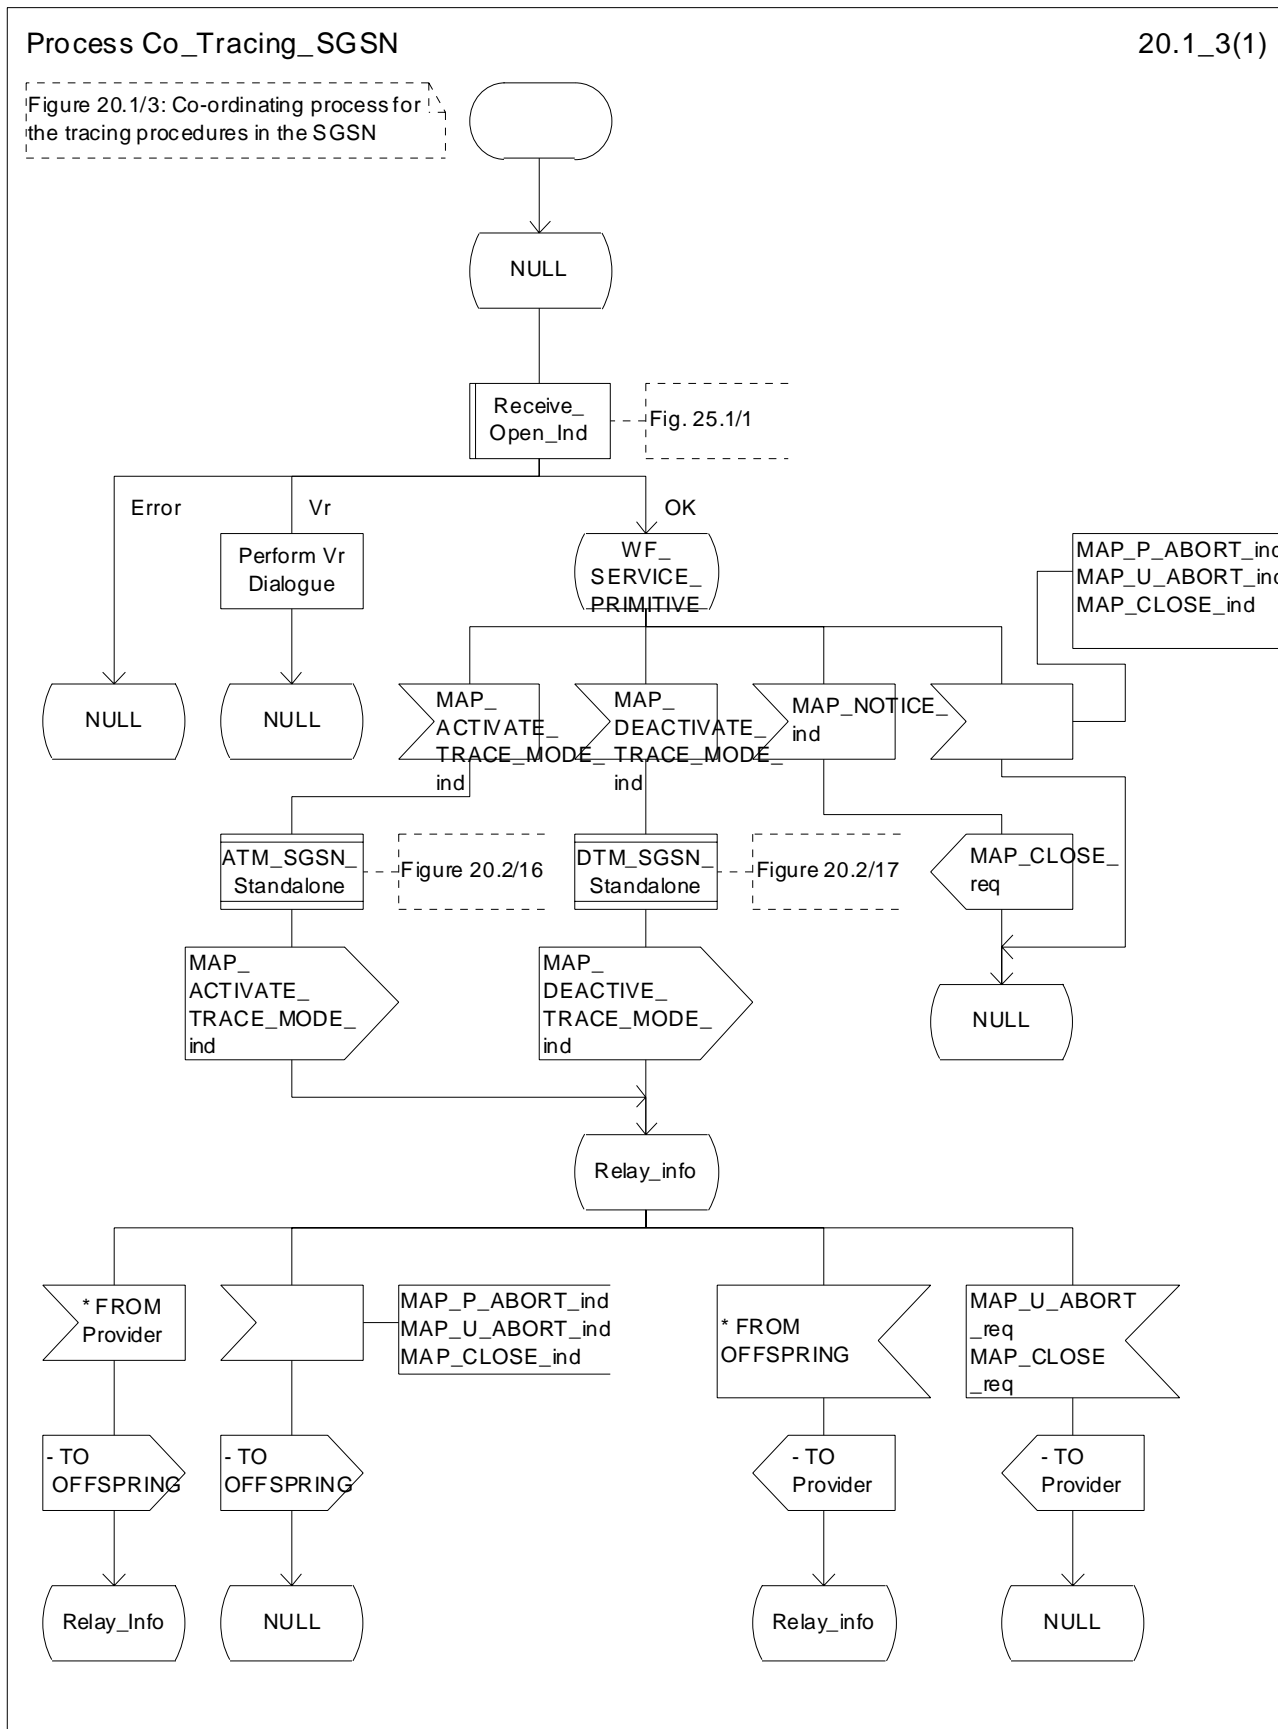 Process Co_Tracing_SGSN
20.1_3(1)
Figure 20.1/3: Co-ordinating process for
the tracing procedures in the SGSN
NULL
Receive_
Open_Ind
Fig. 25.1/1
Error
Vr
OK
Perform Vr
Dialogue
WF_
SERVICE_
PRIMITIVE
MAP_P_ABORT_ind
MAP_U_ABORT_ind
MAP_CLOSE_ind
NULL
NULL
MAP_
ACTIVATE_
TRACE_MODE_
ind
MAP_
DEACTIVATE_
TRACE_MODE_
ind
MAP_NOTICE_
ind
ATM_SGSN_
Standalone
Figure 20.2/16
DTM_SGSN_
Standalone
Figure 20.2/17
MAP_CLOSE_
req
MAP_
ACTIVATE_
TRACE_MODE_
ind
MAP_
DEACTIVE_
TRACE_MODE_
ind
NULL
Relay_info
* FROM
Provider
MAP_P_ABORT_ind
MAP_U_ABORT_ind
MAP_CLOSE_ind
* FROM
OFFSPRING
MAP_U_ABORT
_req
MAP_CLOSE
_req
- TO
OFFSPRING
- TO
OFFSPRING
- TO
Provider
- TO
Provider
Relay_Info
NULL
Relay_info
NULL